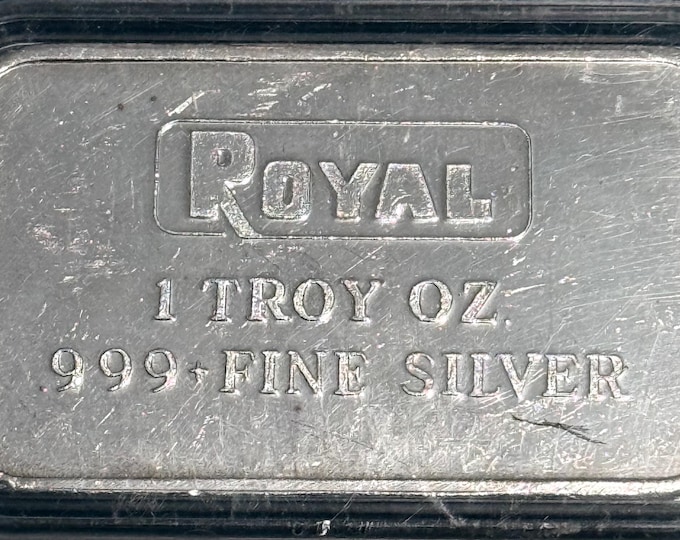 ROYAL
1 TROY OZ.
999+ FINE SILVER